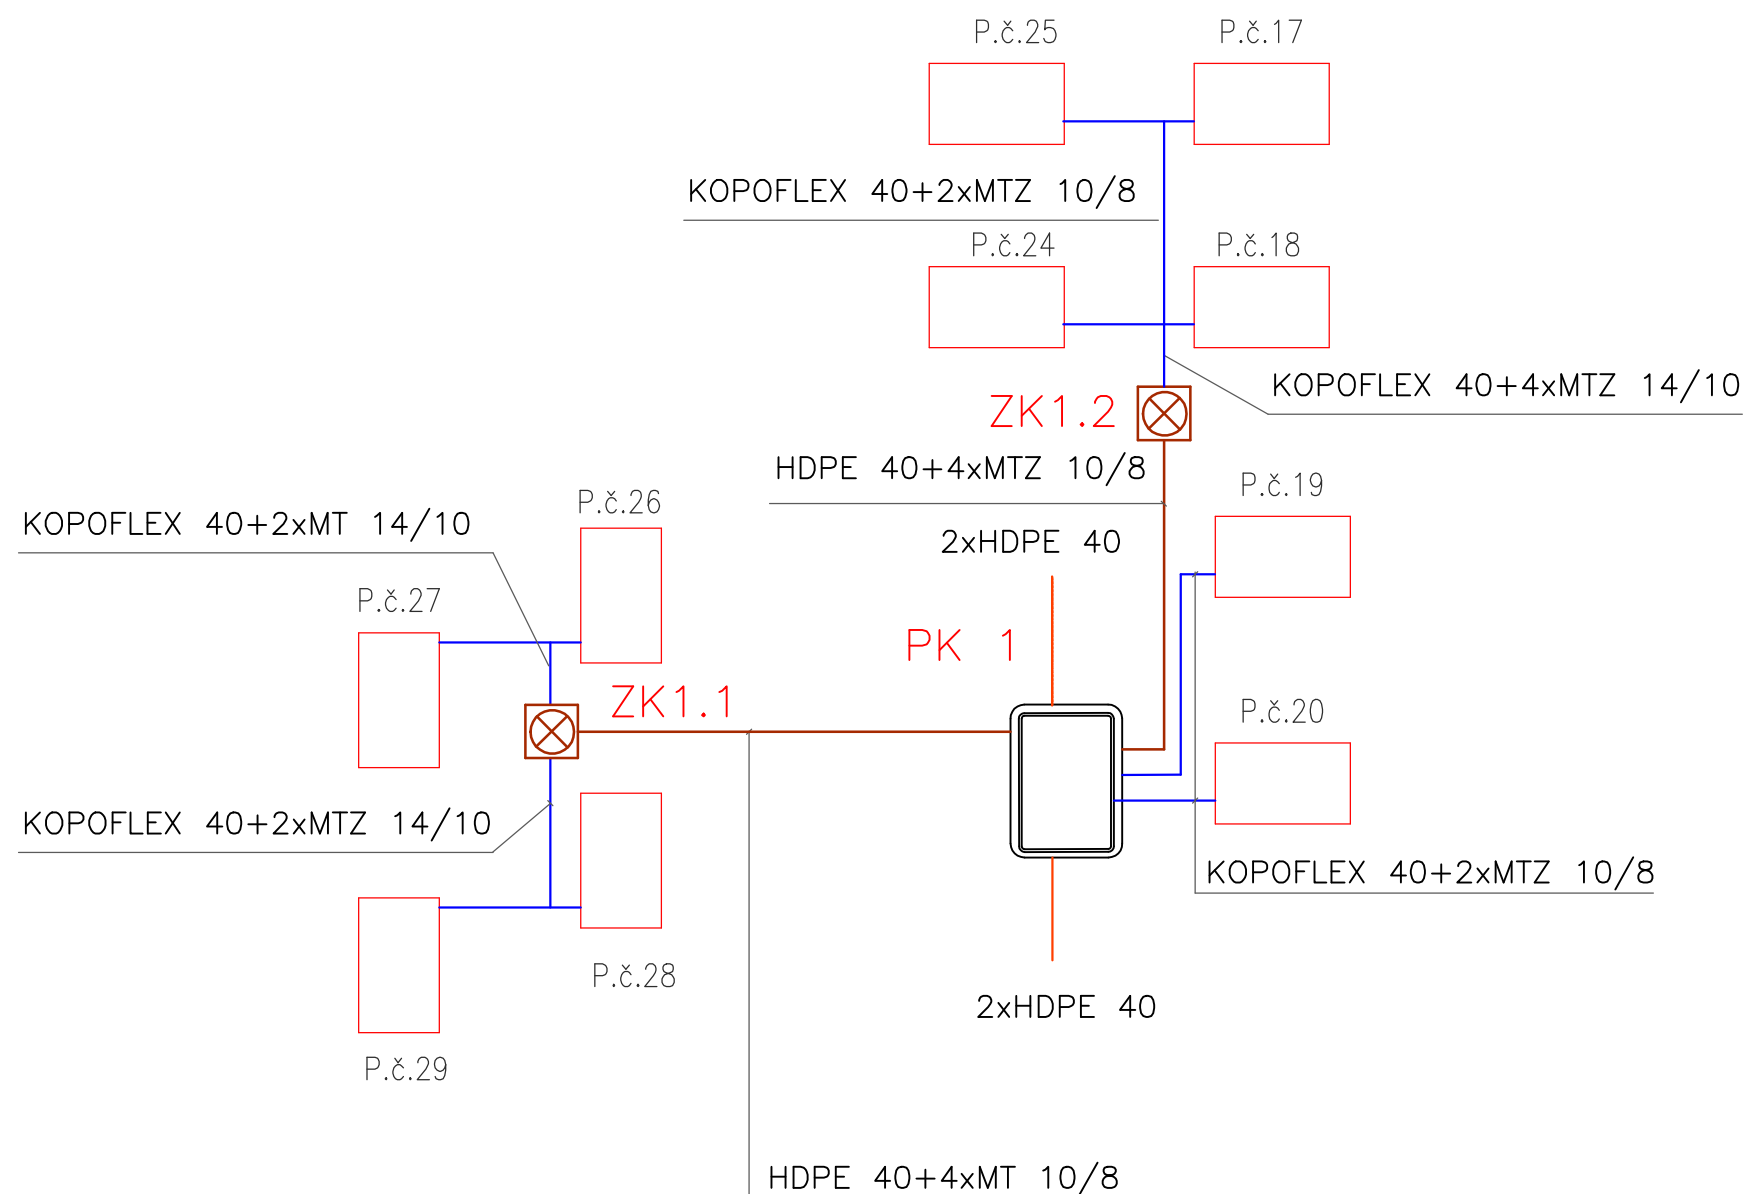 P.č.25
P.č.17
KOPOFLEX 40+2xMTZ 10/8
P.č.24
P.č.18
KOPOFLEX 40+4xMTZ 14/10
ZK1.2
HDPE 40+4xMTZ 10/8
P.č.19
P.č.26
KOPOFLEX 40+2xMT 14/10
2xHDPE 40
P.č.27
PK 1
ZK1.1
P.č.20
KOPOFLEX 40+2xMTZ 14/10
KOPOFLEX 40+2xMTZ 10/8
P.č.28
2xHDPE 40
P.č.29
HDPE 40+4xMT 10/8